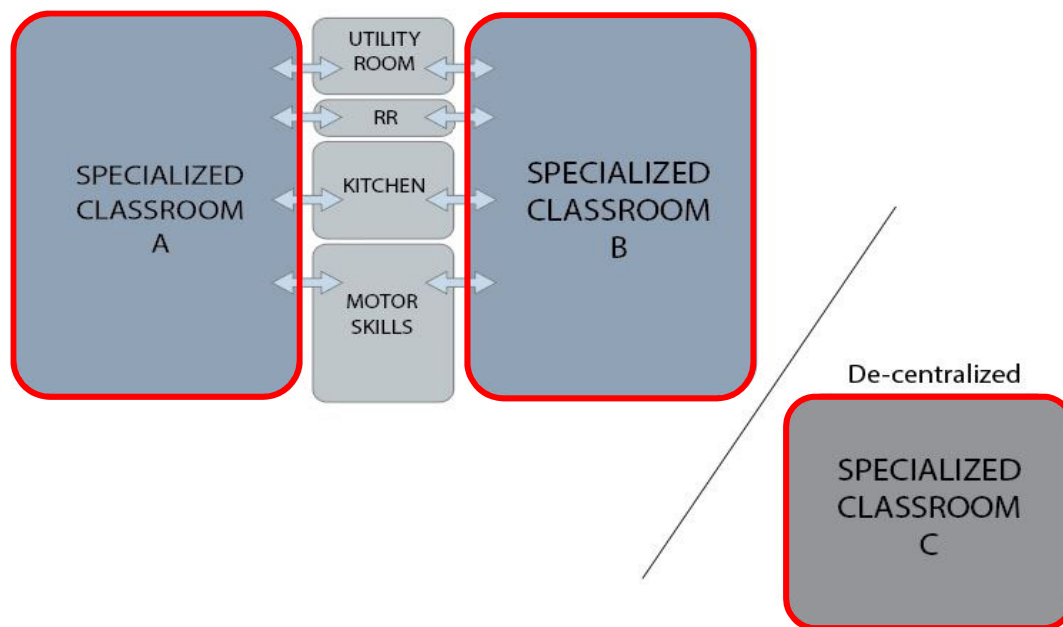 SPECIALIZED
CLASSROOM
A
UTILITY
ROOM
RR
KITCHEN
MOTOR
SKILLS
SPECIALIZED
CLASSROOM
B
De-centralized
SPECIALIZED
CLASSROOM
C